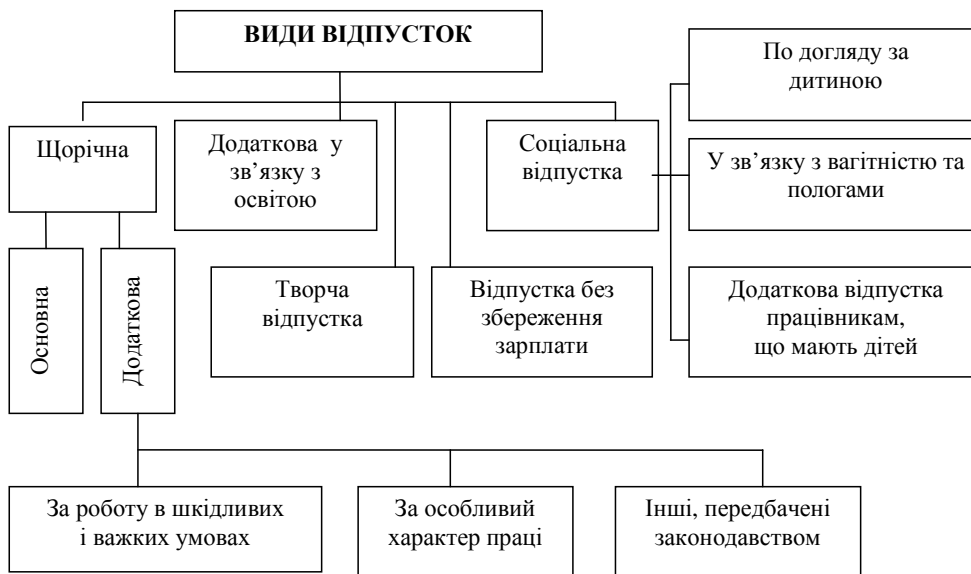 ВИДИ ВІДПУСТОК
По догляду за
дитиною
Щорічна
Додаткова у
зв’язку з
освітою
Соціальна
відпустка
У зв’язку з вагітністю та
пологами
Основна
Додаткова
Творча
відпустка
Відпустка без
збереження
зарплати
Додаткова відпустка
працівникам,
що мають дітей
За роботу в шкідливих
і важких умовах
За особливий
характер праці
Інші, передбачені
законодавством